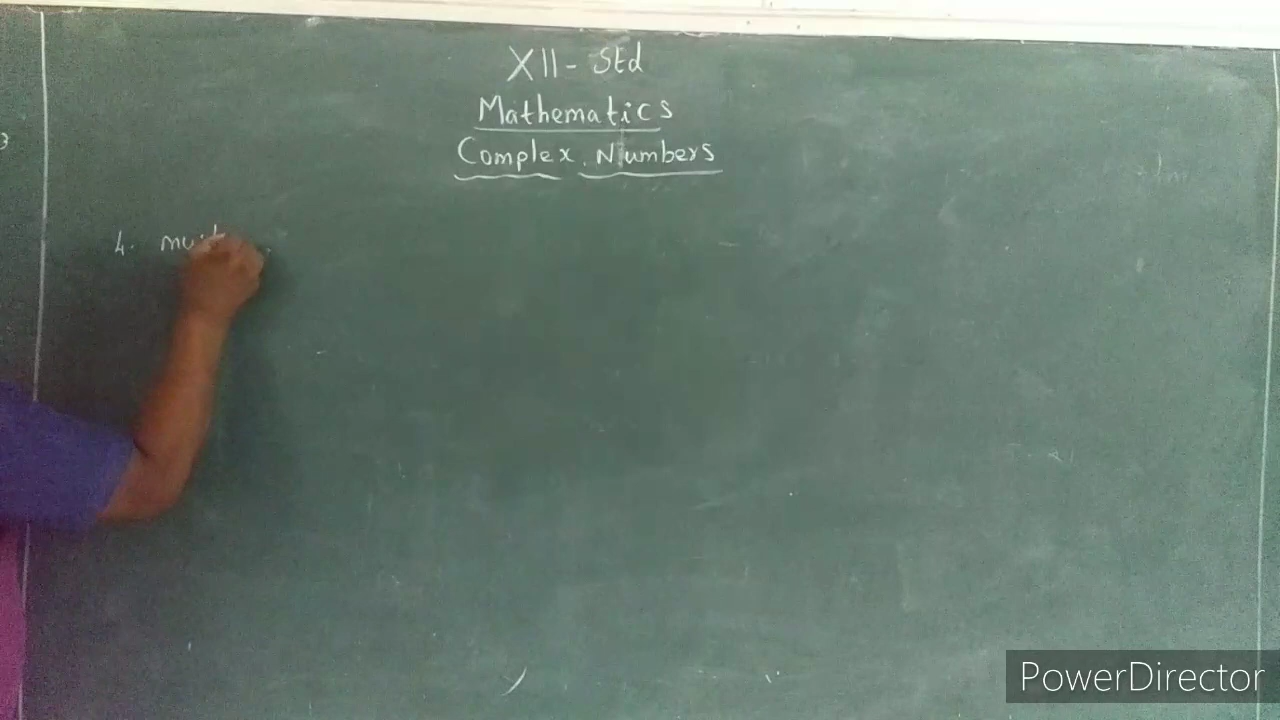 XII - Std
Mathematics
Complex Numbers
4.
PowerDirector